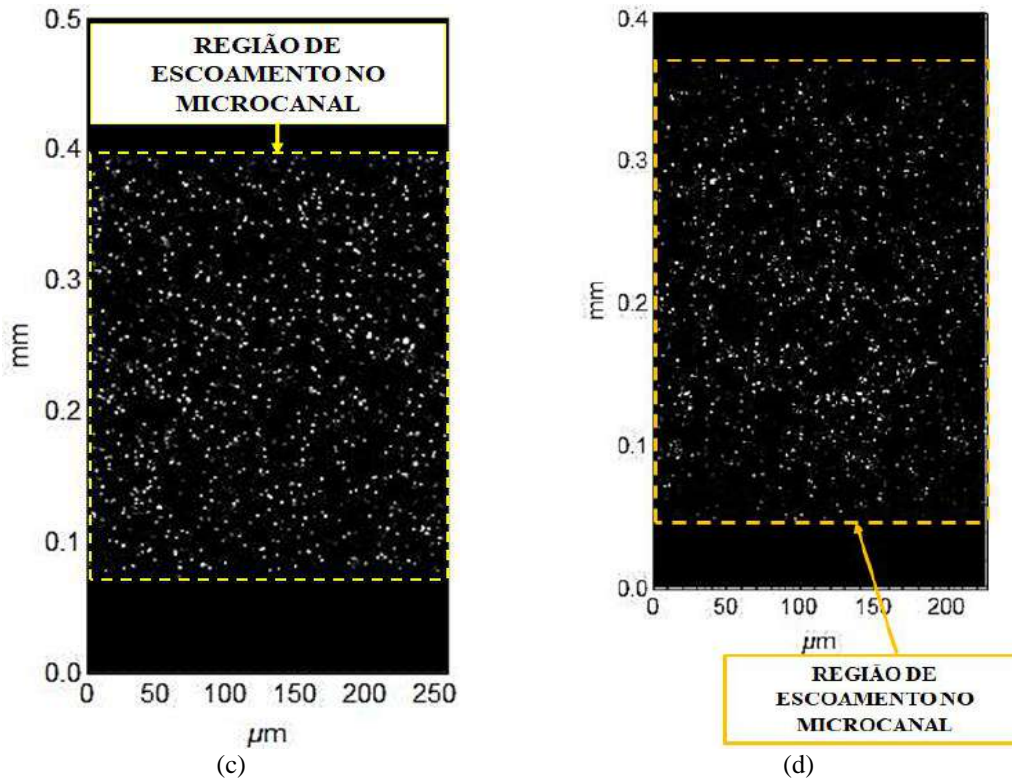 0.5
REGIÃO DE
ESCOAMENTO NO
MICROCANAL
0.4
0.3
mm
0.2
0.1
0.0
0 50 100 150 200 250
µm
(c)
0.4
0.3
mm
0.2
0.1
0.0
0 50 100 150 200
µm
REGIÃO DE
ESCOAMENTO NO
MICROCANAL
(d)